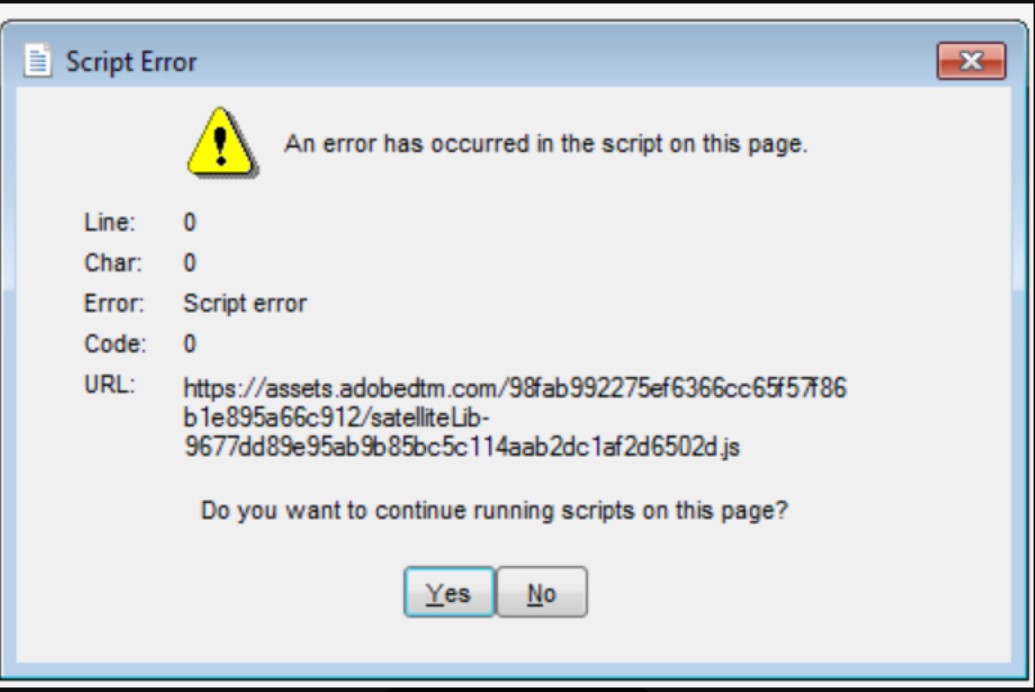 Script Error
An error has occurred in the script on this page.
Line: 0
Char: 0
Error: Script error
Code: 0
URL: https://assets.adobedtm.com/98fab992275ef6366cc65f57f86
b1e895a66c912/satelliteLib-
9677dd89e95ab9b85bc5c114aab2dc1af2d6502d.js
Do you want to continue running scripts on this page?
Yes No